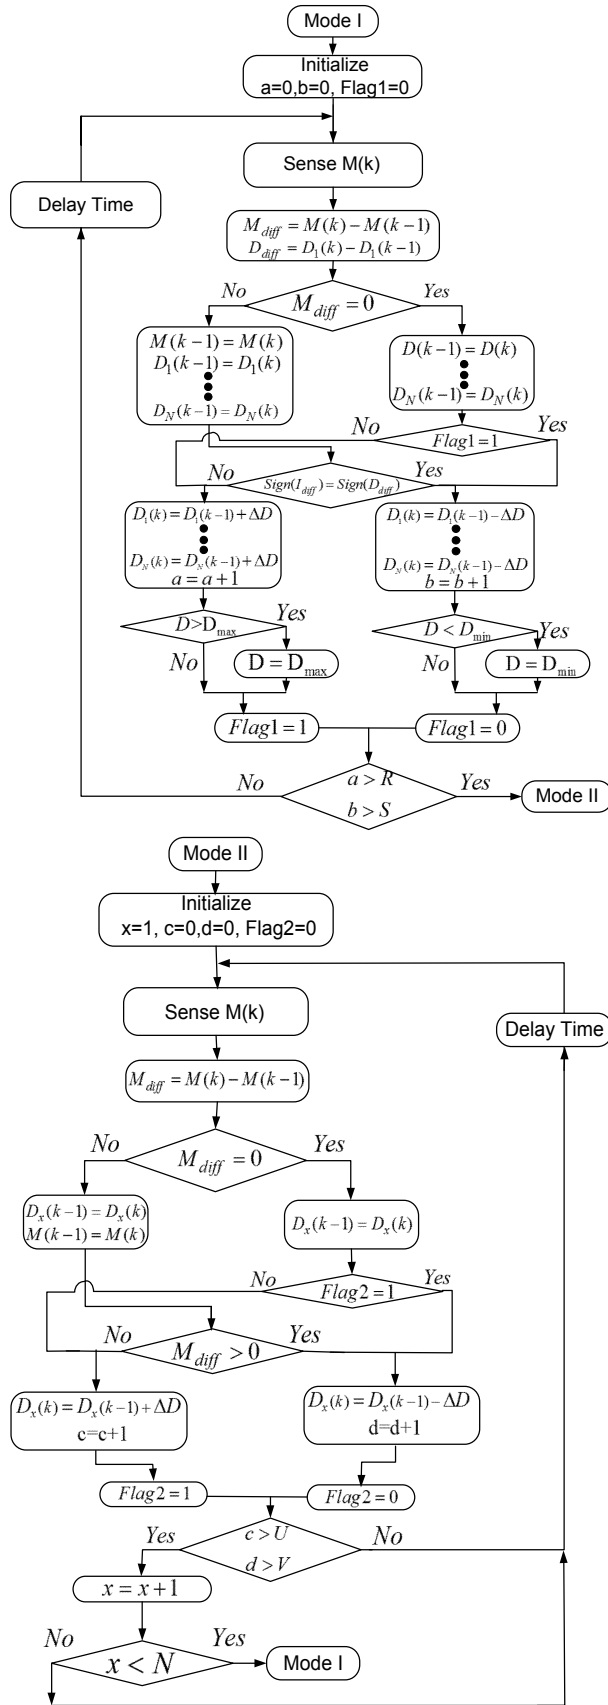 Mode I
Initialize
a=0,b=0, Flag1=0
Sense M(k)
Delay Time
M_diff = M(k) − M(k−1)
D_diff = D_1(k) − D_1(k−1)
No
M_diff = 0
Yes
M(k−1) = M(k)
D_1(k−1) = D_1(k)
D_N(k−1) = D_N(k)
D(k−1) = D(k)
D_N(k−1) = D_N(k)
No
Flag1=1
Yes
No
Sign(I_diff) = Sign(D_diff)
Yes
D_1(k) = D_1(k−1) + ΔD
D_N(k) = D_N(k−1) + ΔD
a = a + 1
D_1(k) = D_1(k−1) − ΔD
D_N(k) = D_N(k−1) − ΔD
b = b + 1
D>D_max
Yes
No
D = D_max
D < D_min
Yes
No
D = D_min
Flag1=1
Flag1=0
No
a > R
b > S
Yes
Mode II
Mode II
Initialize
x=1, c=0,d=0, Flag2=0
Sense M(k)
Delay Time
M_diff = M(k) − M(k−1)
No
M_diff = 0
Yes
D_x(k−1) = D_x(k)
M(k−1) = M(k)
D_x(k−1) = D_x(k)
No
Flag2=1
Yes
No
M_diff > 0
Yes
D_x(k) = D_x(k−1) + ΔD
c=c+1
D_x(k) = D_x(k−1) − ΔD
d=d+1
Flag2=1
Flag2=0
Yes
c > U
d > V
No
x = x + 1
No
x < N
Yes
Mode I